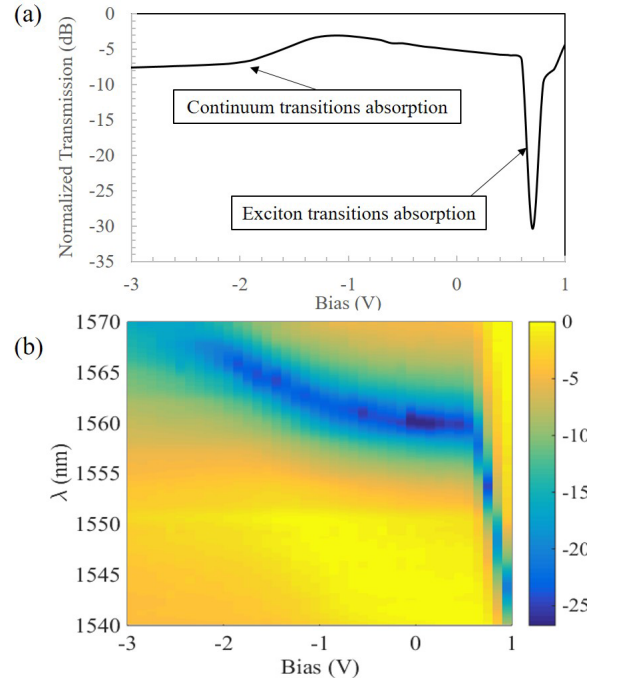 (a)
Normalized Transmission (dB)
0
-5
-10
-15
-20
-25
-30
-35
Continuum transitions absorption
Exciton transitions absorption
-3 -2 -1 0 1
Bias (V)
(b)
λ (nm)
1570
1565
1560
1555
1550
1545
1540
-3 -2 -1 0 1
Bias (V)
0
-5
-10
-15
-20
-25